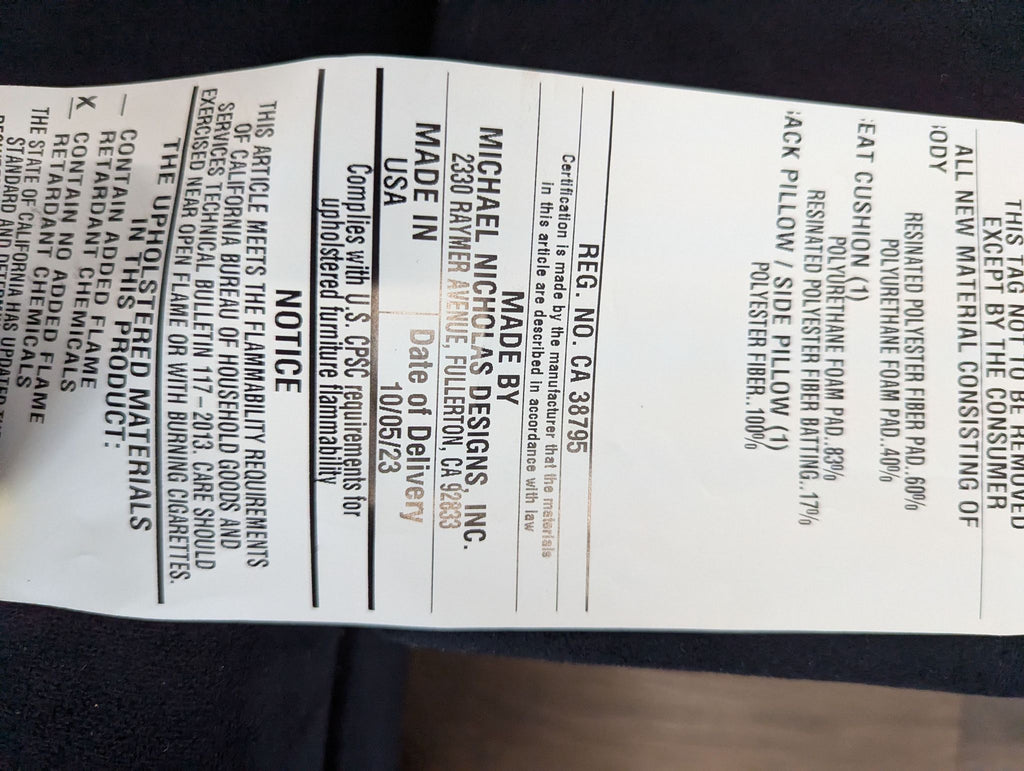 THIS TAG NOT TO BE REMOVED
EXCEPT BY THE CONSUMER
ALL NEW MATERIAL CONSISTING OF
ODY
RESINATED POLYESTER FIBER PAD..60%
POLYURETHANE FOAM PAD..40%
EAT CUSHION (1)
POLYURETHANE FOAM PAD..83%
RESINATED POLYESTER FIBER BATTING..17%
ACK PILLOW / SIDE PILLOW (1)
POLYESTER FIBER..100%
REG. NO. CA 38795
Certification is made by the manufacturer that the materials
in this article are described in accordance with law
MADE BY
MICHAEL NICHOLAS DESIGNS, INC.
2330 RAYMER AVENUE, FULLERTON, CA 92833
MADE IN
USA
Date of Delivery
10/05/23
Complies with U.S. CPSC requirements for
upholstered furniture flammability
NOTICE
THIS ARTICLE MEETS THE FLAMMABILITY REQUIREMENTS
OF CALIFORNIA BUREAU OF HOUSEHOLD GOODS AND
SERVICES TECHNICAL BULLETIN 117 – 2013. CARE SHOULD
EXERCISED NEAR OPEN FLAME OR WITH BURNING CIGARETTES.
THE UPHOLSTERED MATERIALS
IN THIS PRODUCT:
_ CONTAIN ADDED FLAME
RETARDANT CHEMICALS
X CONTAIN NO ADDED FLAME
RETARDANT CHEMICALS
THE STATE OF CALIFORNIA HAS UPDATED
STANDARD AND